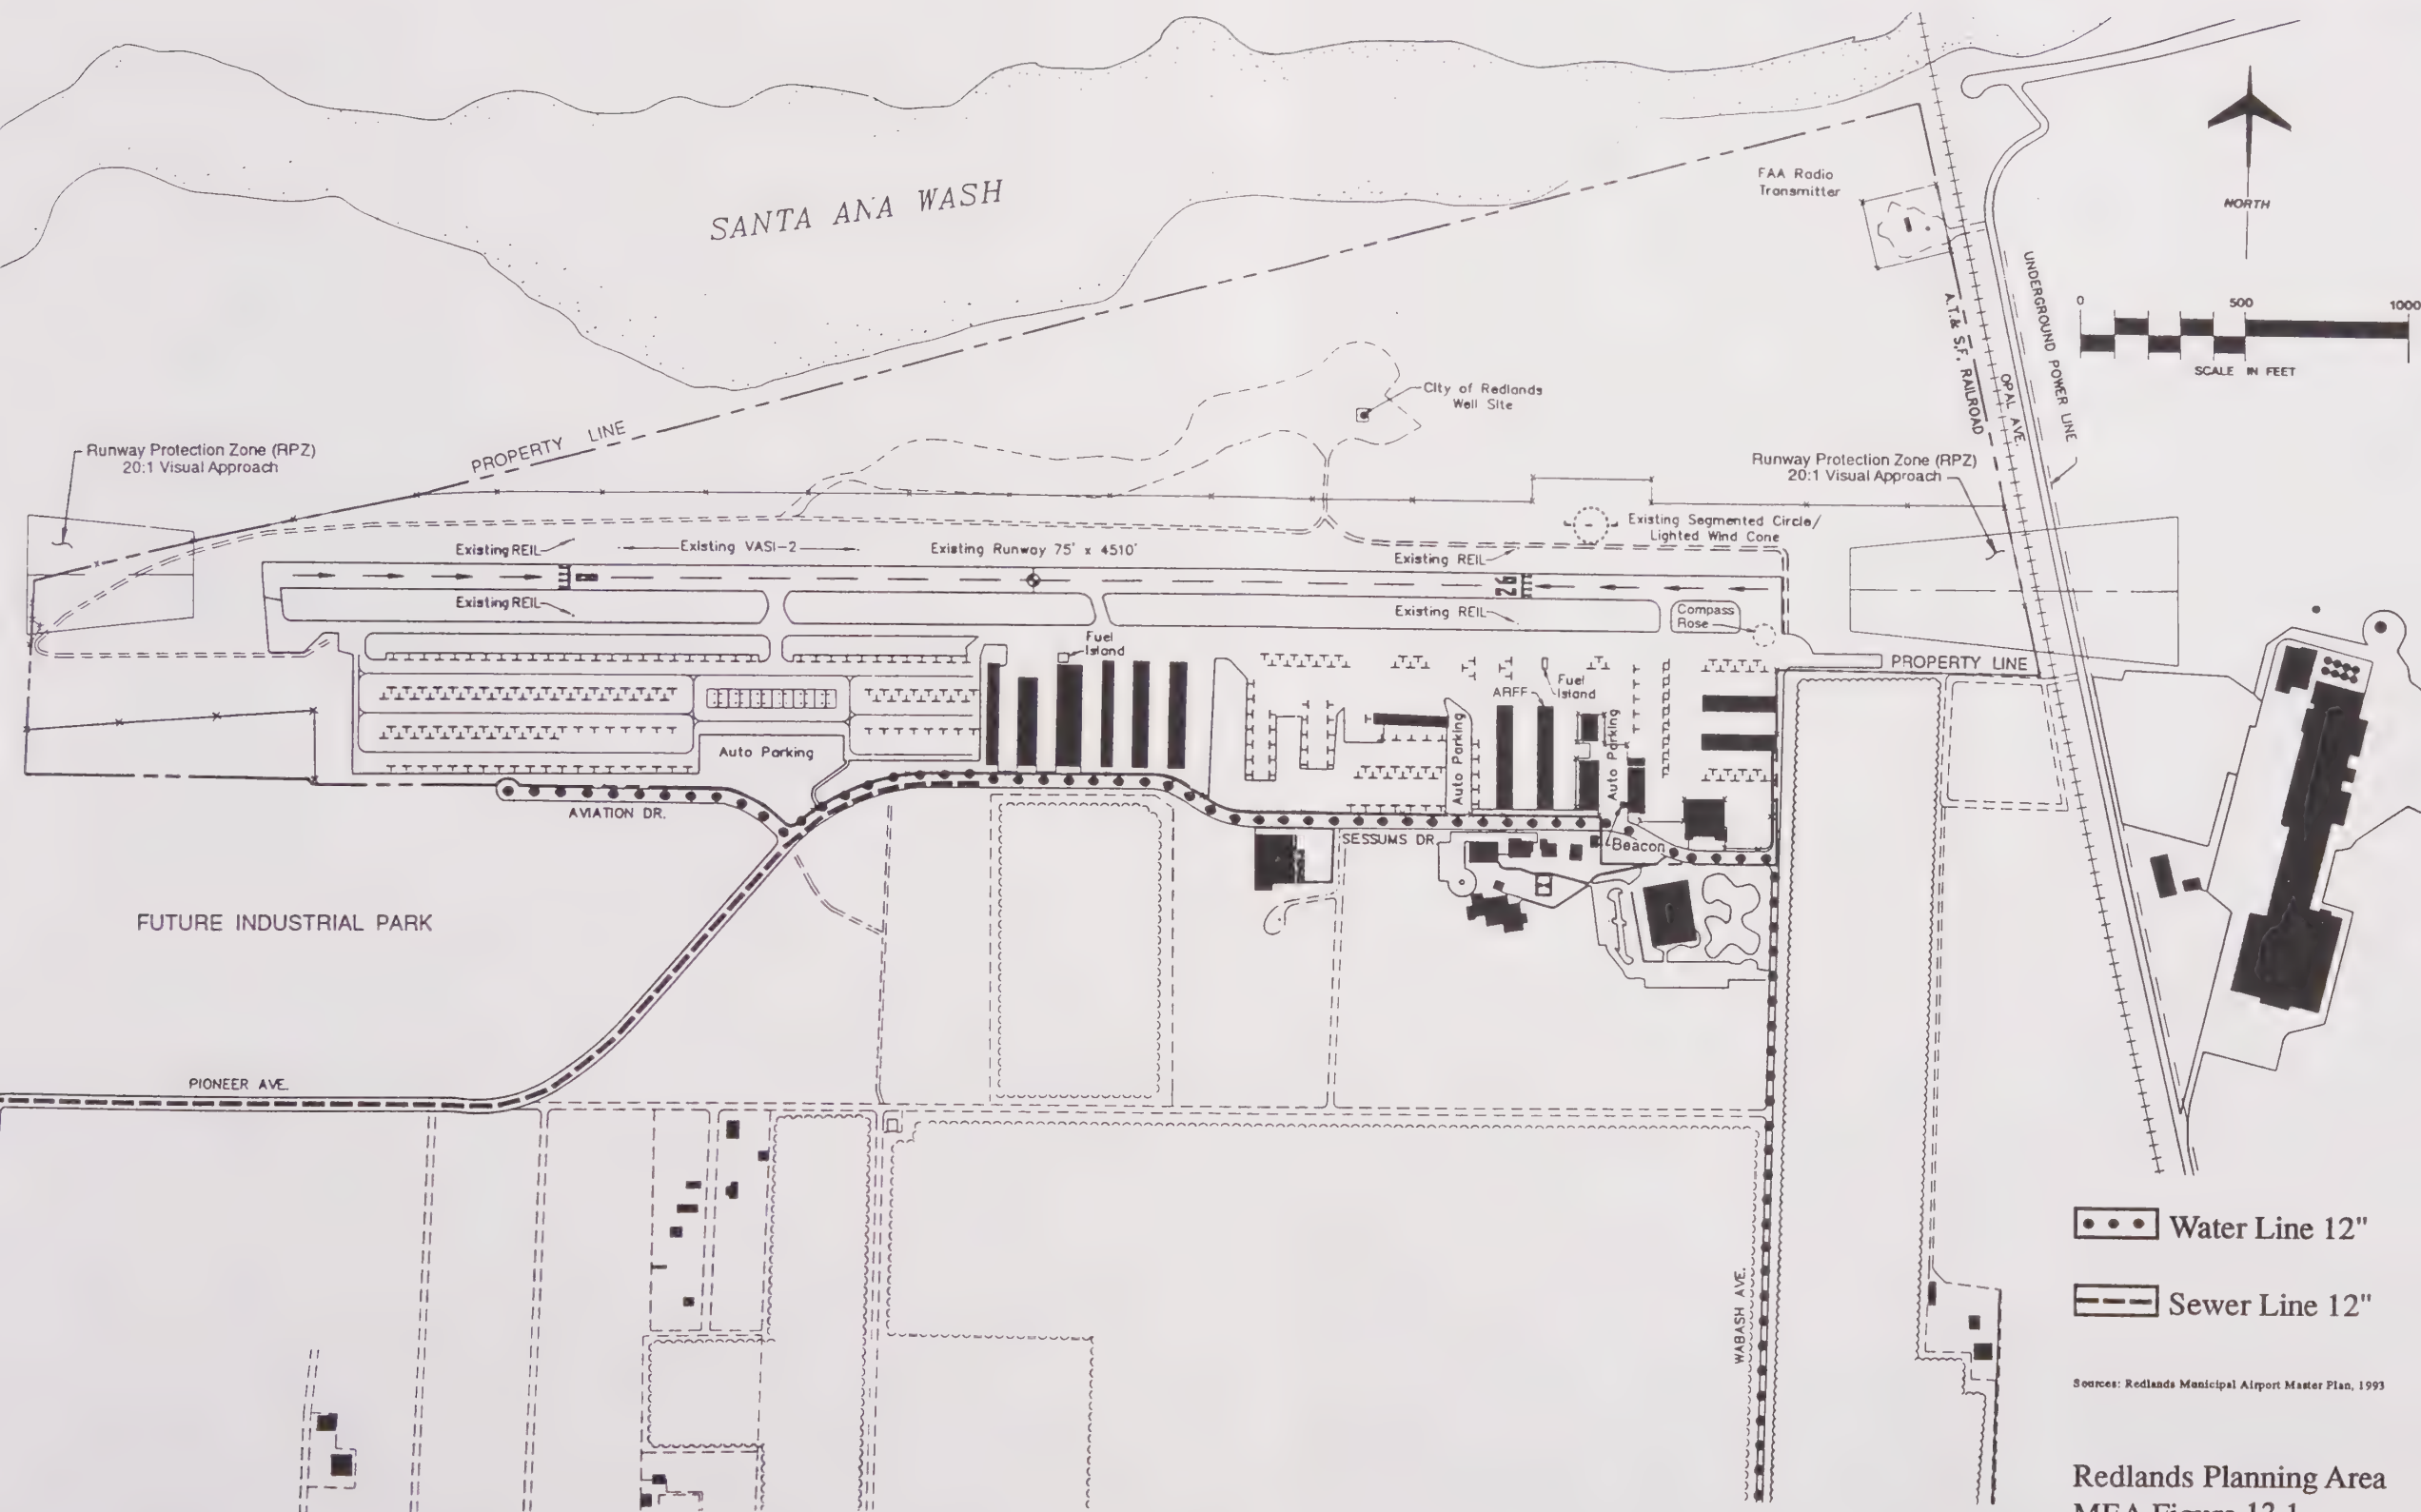 FAA Radio
Transmitter
NORTH
SANTA ANA WASH
UNDERGROUND POWER LINE
0 500 1000
SCALE IN FEET
A.T.& S.F. RAILROAD
OPAL AVE.
City of Redlands
Well Site
PROPERTY LINE
Runway Protection Zone (RPZ)
20:1 Visual Approach
Runway Protection Zone (RPZ)
20:1 Visual Approach
Existing Segmented Circle/
Lighted Wind Cone
Existing REIL
Existing VASI-2
Existing Runway 75' x 4510'
Existing REIL
8
26
Existing REIL
Existing REIL
Compass
Rose
Fuel
Island
PROPERTY LINE
Fuel
Island
ARFF
Auto Parking
Auto Parking
Auto Parking
AVIATION DR.
SESSUMS DR.
Beacon
FUTURE INDUSTRIAL PARK
PIONEER AVE.
WABASH AVE.
Water Line 12"
Sewer Line 12"
Sources: Redlands Municipal Airport Master Plan, 1993
Redlands Planning Area
MEA Figure 12.1